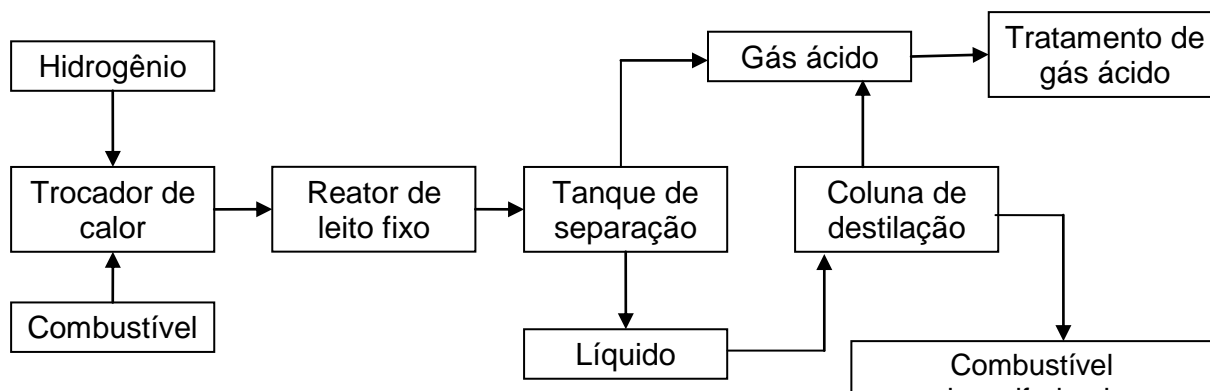 Hidrogênio
Gás ácido
Tratamento de
gás ácido
Trocador de
calor
Reator de
leito fixo
Tanque de
separação
Coluna de
destilação
Combustível
Líquido
Combustível